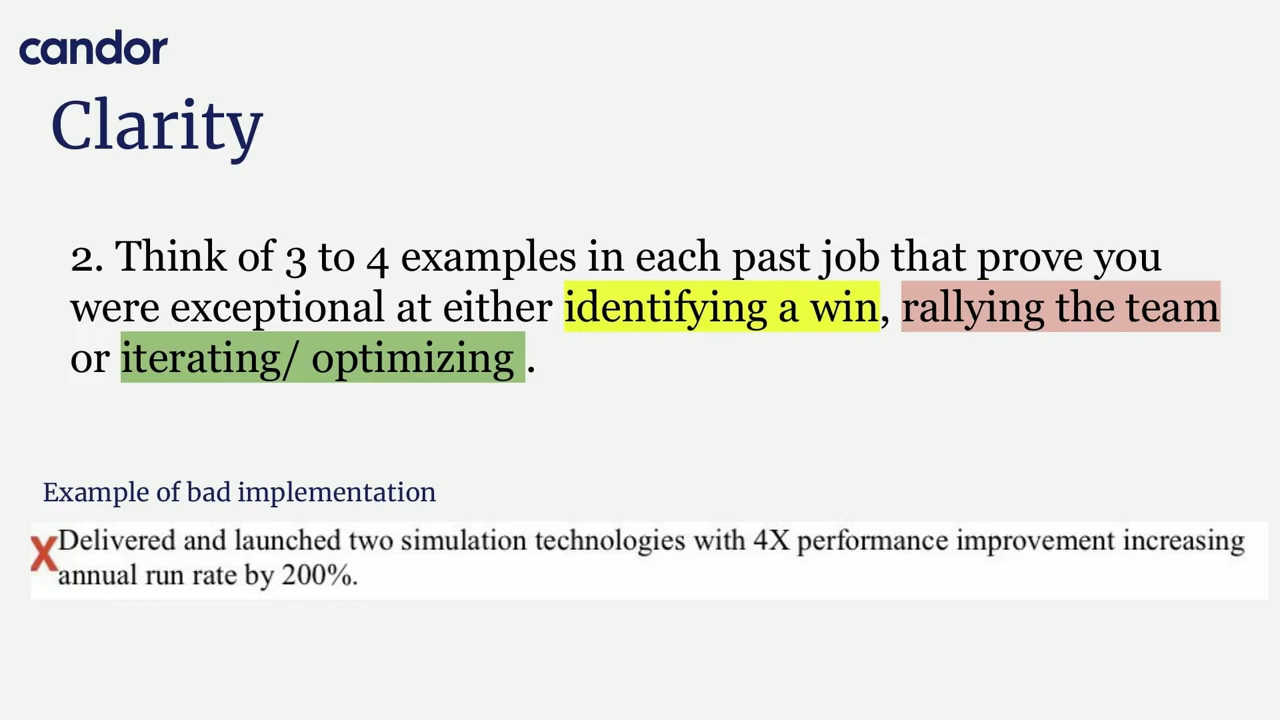 candor
Clarity
2. Think of 3 to 4 examples in each past job that prove you
were exceptional at either identifying a win, rallying the team
or iterating/ optimizing .
Example of bad implementation
X Delivered and launched two simulation technologies with 4X performance improvement increasing
annual run rate by 200%.